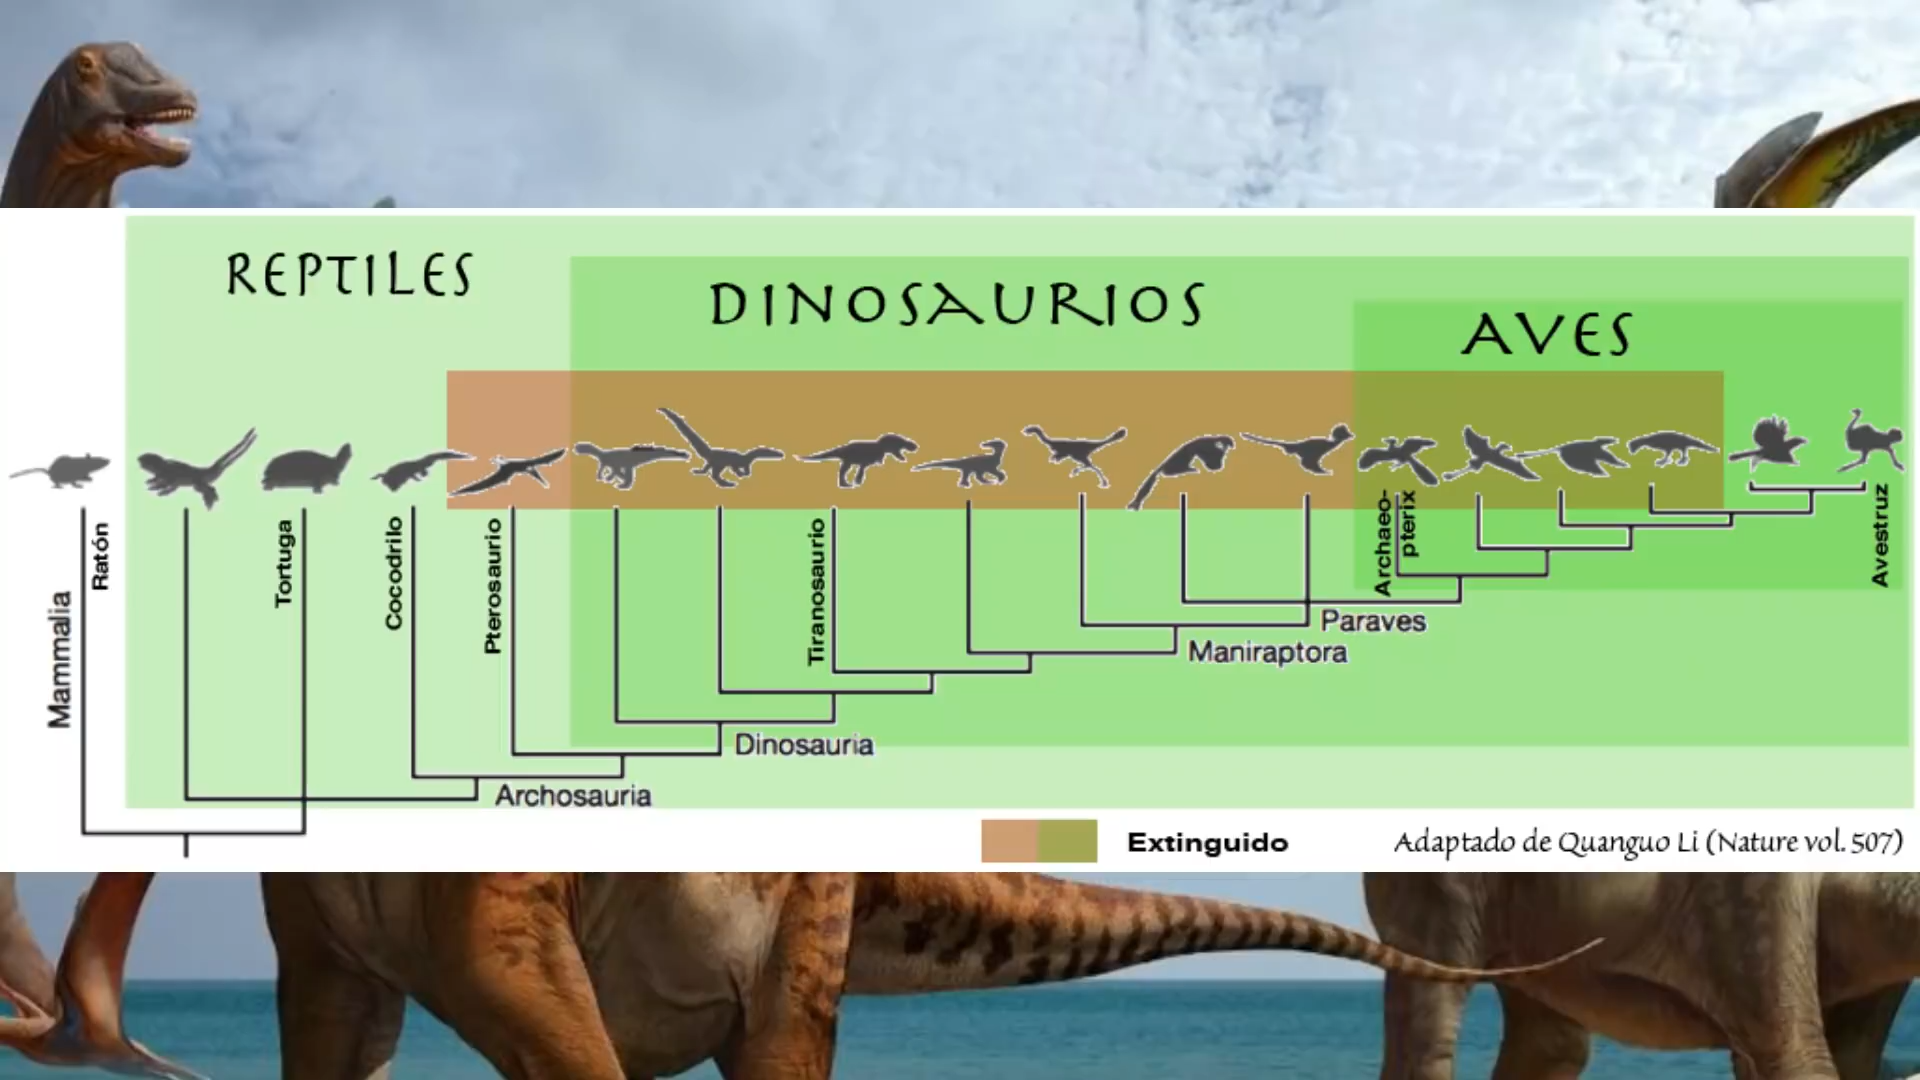 REPTILES
DINOSAURIOS
AVES
Mammalia
Ratón
Tortuga
Cocodrilo
Pterosaurio
Tiranosaurio
Archaeo-
pterix
Avestruz
Paraves
Maniraptora
Dinosauria
Archosauria
Extinguido
Adaptado de Quanguo Li (Nature vol. 507)